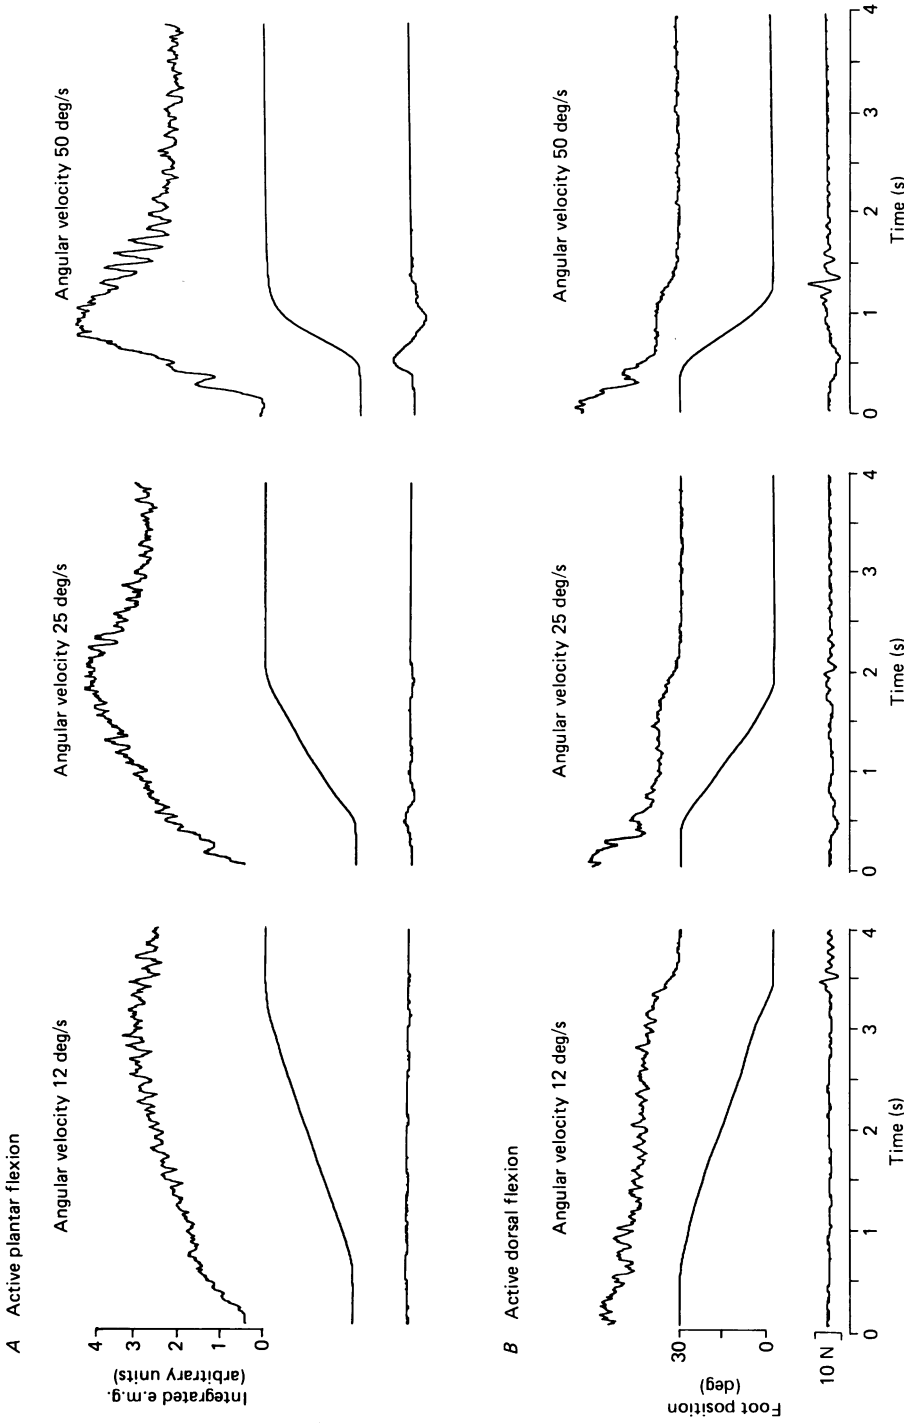 A Active plantar flexion
Angular velocity 12 deg/s
Angular velocity 25 deg/s
Angular velocity 50 deg/s
Integrated e.m.g.
(arbitrary units)
4
3
2
1
0
B Active dorsal flexion
Angular velocity 12 deg/s
Angular velocity 25 deg/s
Angular velocity 50 deg/s
Foot position
(deg)
30
0
10 N
0 1 2 3 4
Time (s)
0 1 2 3 4
Time (s)
0 1 2 3 4
Time (s)